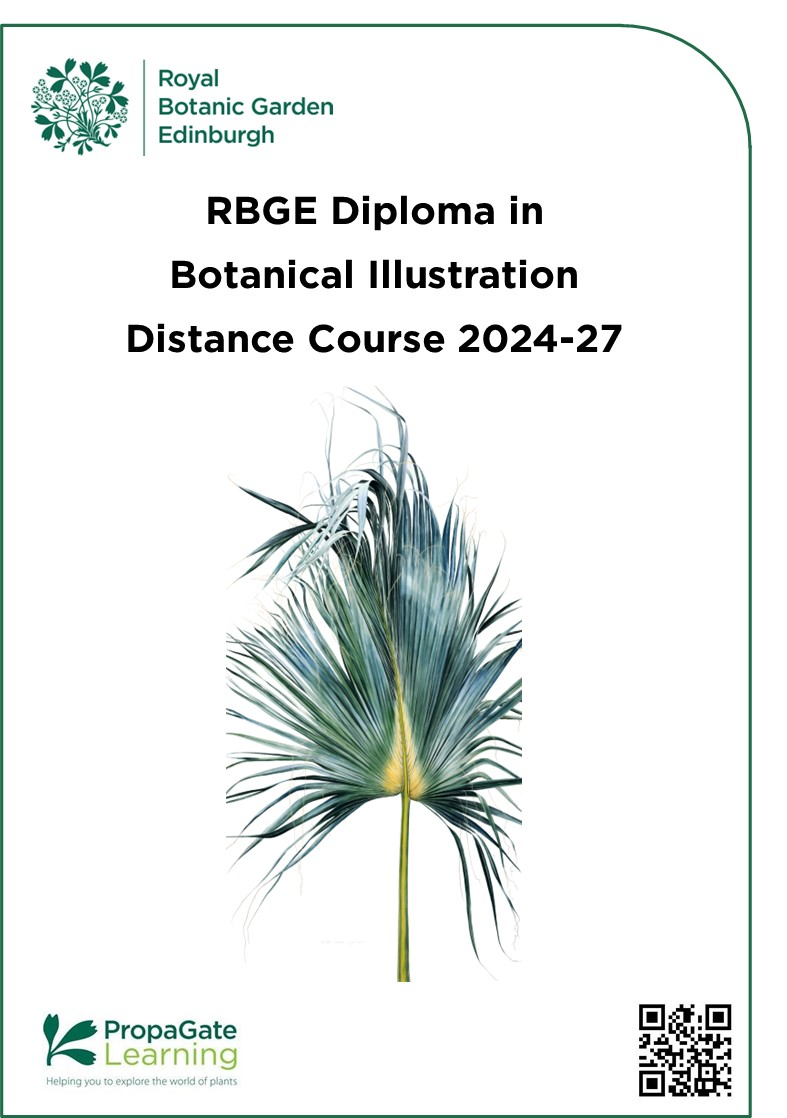 Royal
Botanic Garden
Edinburgh
RBGE Diploma in
Botanical Illustration
Distance Course 2024-27
PropaGate
Learning
Helping you to explore the world of plants